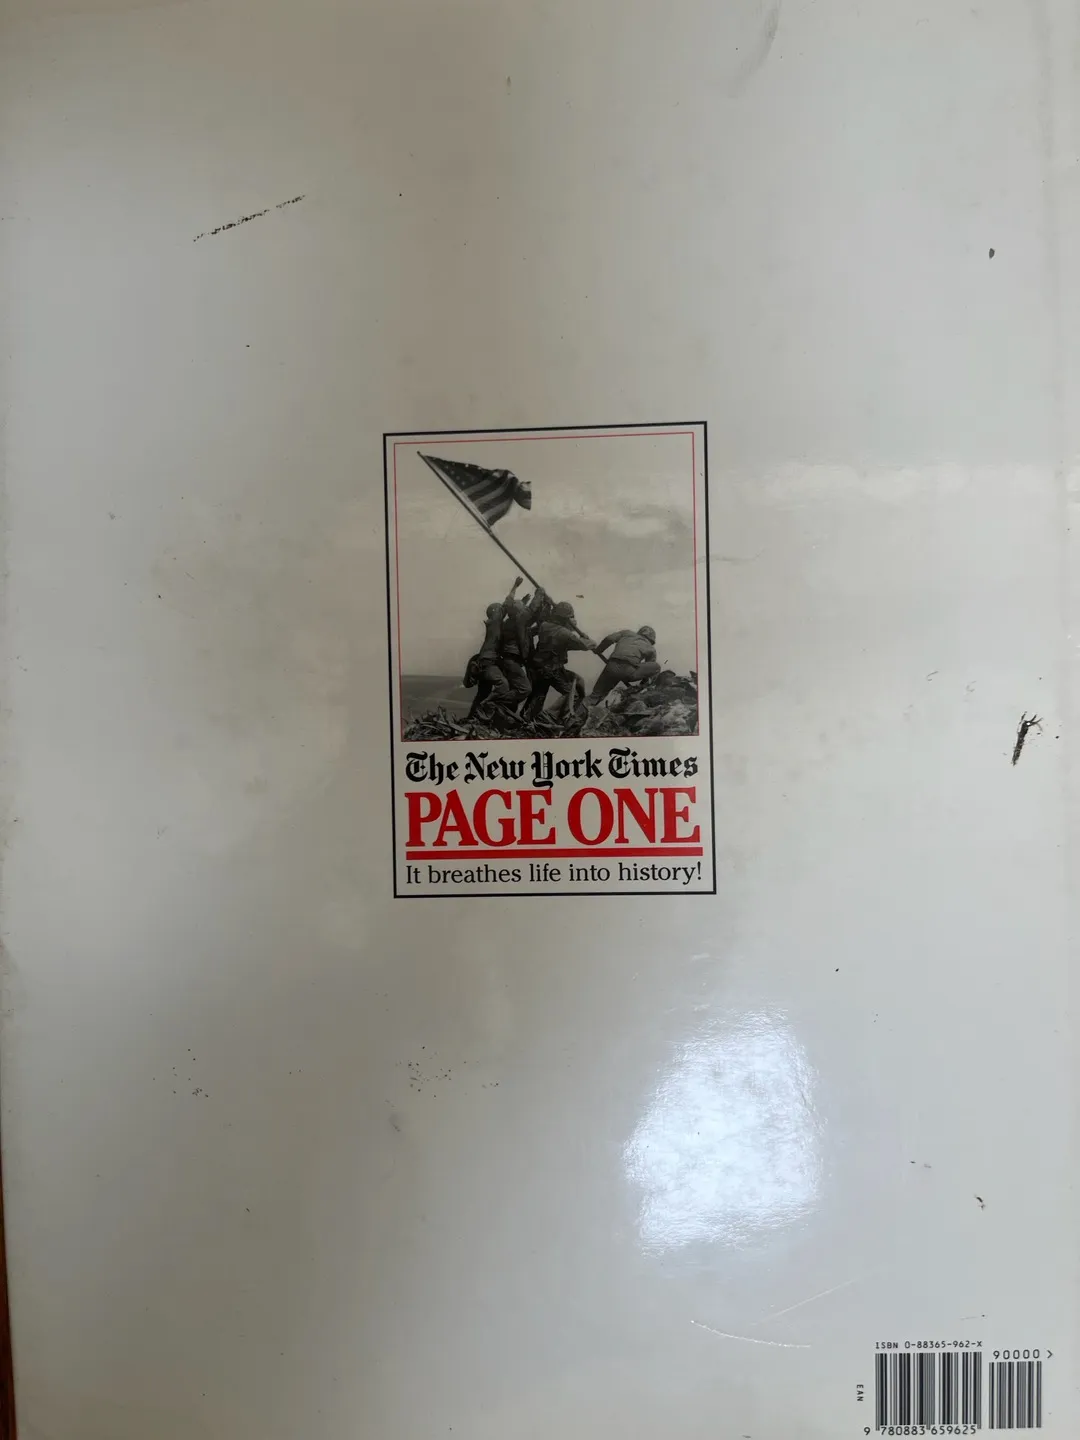 The New York Times
PAGE ONE
It breathes life into history!
ISBN 0-88365-962-X
90000 >
EAN
9 780883 659625